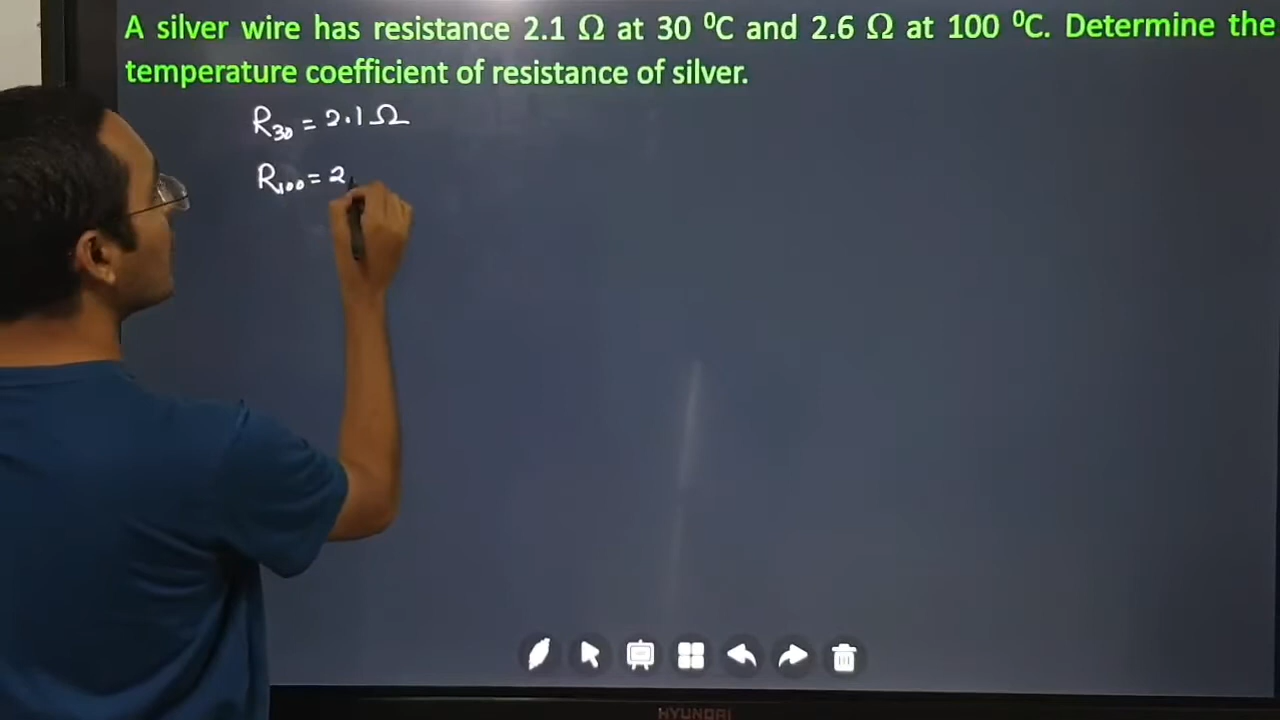 A silver wire has resistance 2.1 Ω at 30 ⁰C and 2.6 Ω at 100 ⁰C. Determine the
temperature coefficient of resistance of silver.
R₃₀ = 2.1 Ω
R₁₀₀ = 2.
HYUNDAI